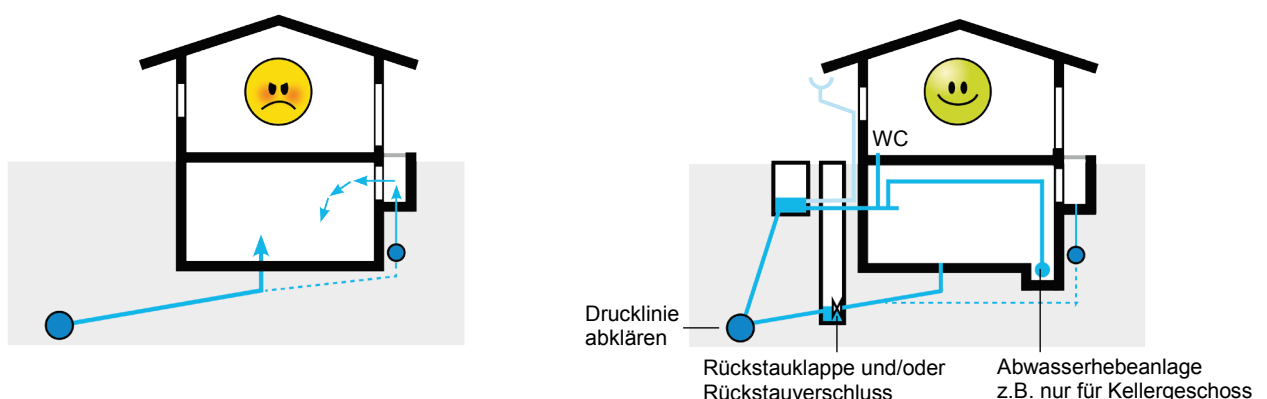 WC
Drucklinie
abklären
Rückstauklappe und/oder
Rückstauverschluss
Abwasserhebeanlage
z.B. nur für Kellergeschoss